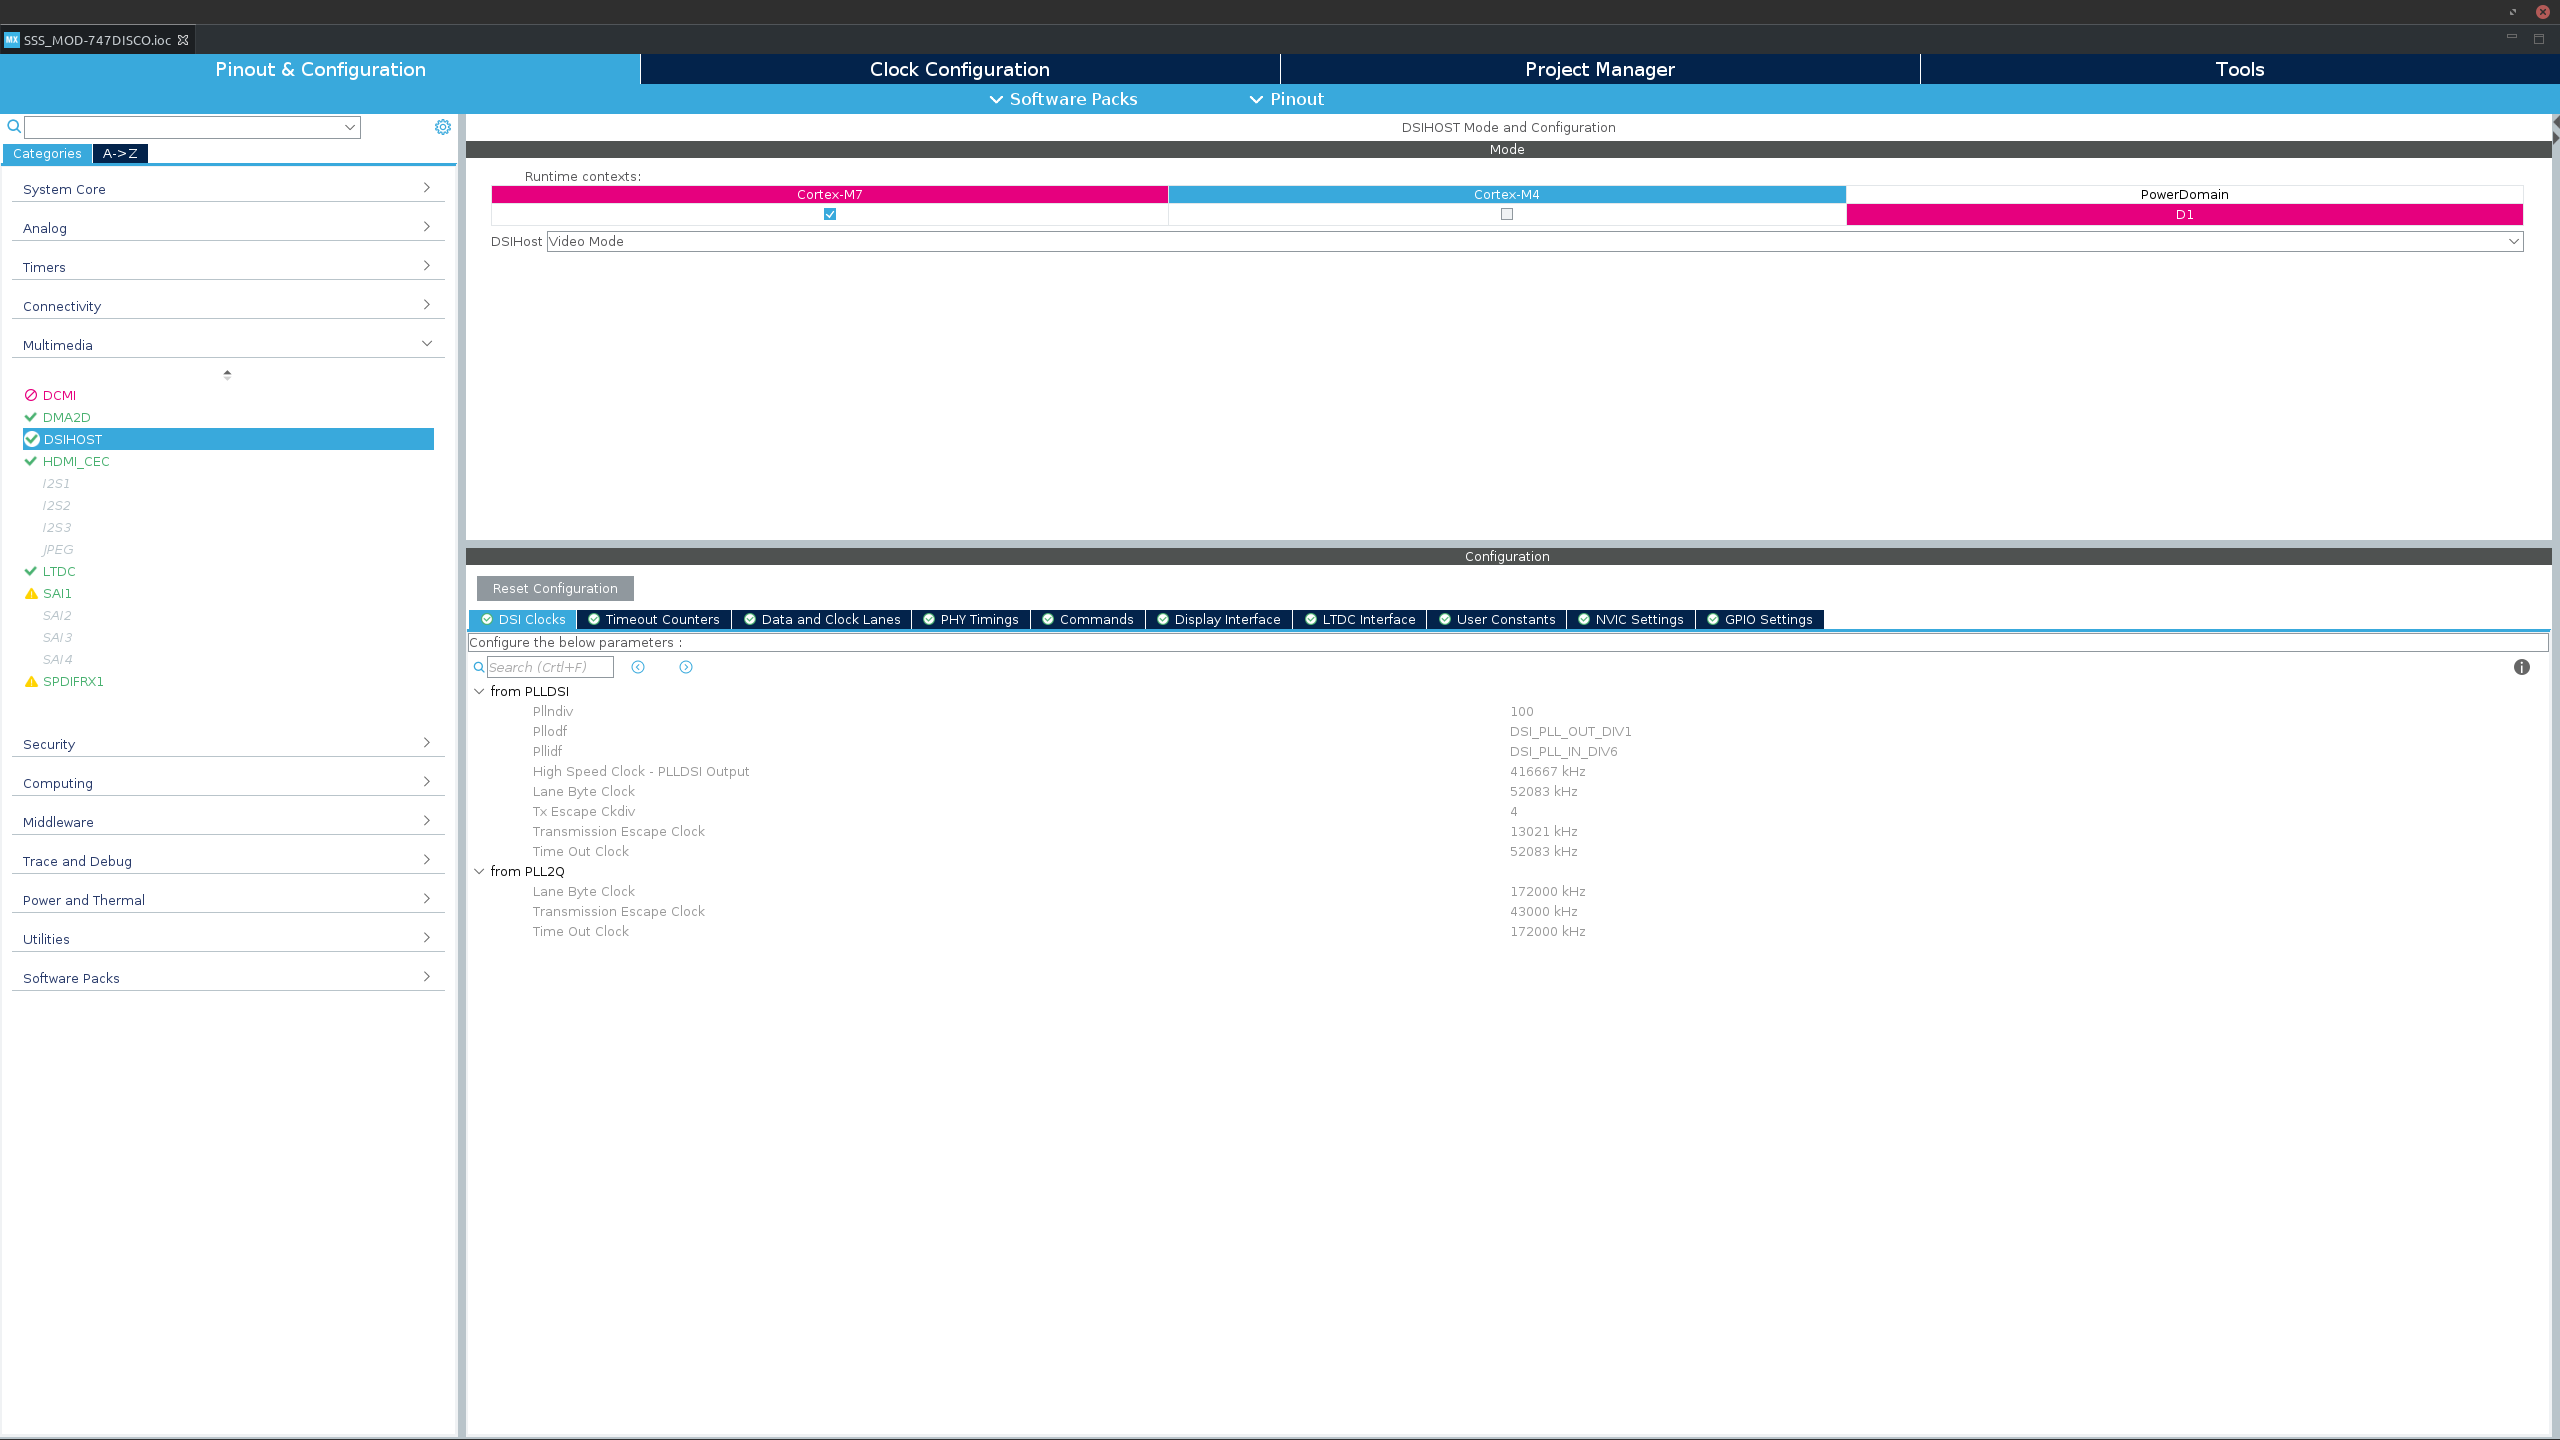 SSS_MOD-747DISCO.ioc
Pinout & Configuration
Clock Configuration
Project Manager
Tools
Software Packs
Pinout
Categories
A->Z
System Core
Analog
Timers
Connectivity
Multimedia
DCMI
DMA2D
DSIHOST
HDMI_CEC
I2S1
I2S2
I2S3
JPEG
LTDC
SAI1
SAI2
SAI3
SAI4
SPDIFRX1
Security
Computing
Middleware
Trace and Debug
Power and Thermal
Utilities
Software Packs
DSIHOST Mode and Configuration
Mode
Runtime contexts:
Cortex-M7
Cortex-M4
PowerDomain
D1
DSIHost Video Mode
Configuration
Reset Configuration
DSI Clocks
Timeout Counters
Data and Clock Lanes
PHY Timings
Commands
Display Interface
LTDC Interface
User Constants
NVIC Settings
GPIO Settings
Configure the below parameters :
Search (Crtl+F)
from PLLDSI
Pllndiv 100
Pllodf DSI_PLL_OUT_DIV1
Pllidf DSI_PLL_IN_DIV6
High Speed Clock - PLLDSI Output 416667 kHz
Lane Byte Clock 52083 kHz
Tx Escape Ckdiv 4
Transmission Escape Clock 13021 kHz
Time Out Clock 52083 kHz
from PLL2Q
Lane Byte Clock 172000 kHz
Transmission Escape Clock 43000 kHz
Time Out Clock 172000 kHz